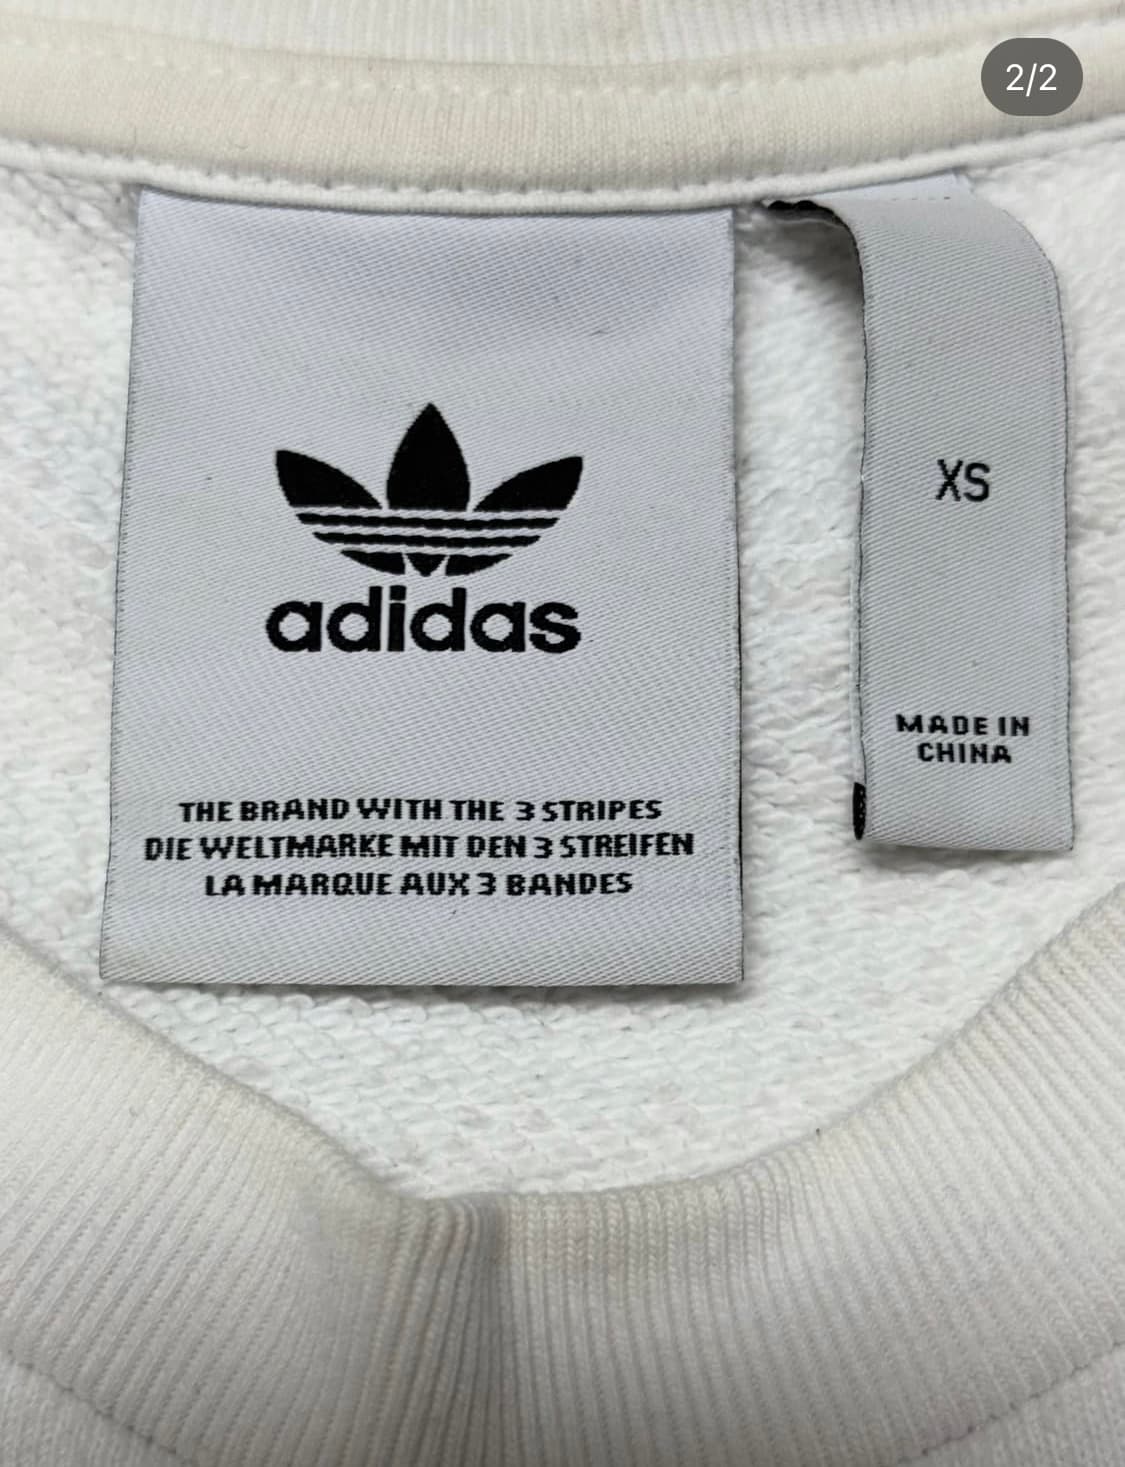 2/2
adidas
THE BRAND WITH THE 3 STRIPES
DIE WELTMARKE MIT DEN 3 STREIFEN
LA MARQUE AUX 3 BANDES
XS
MADE IN
CHINA